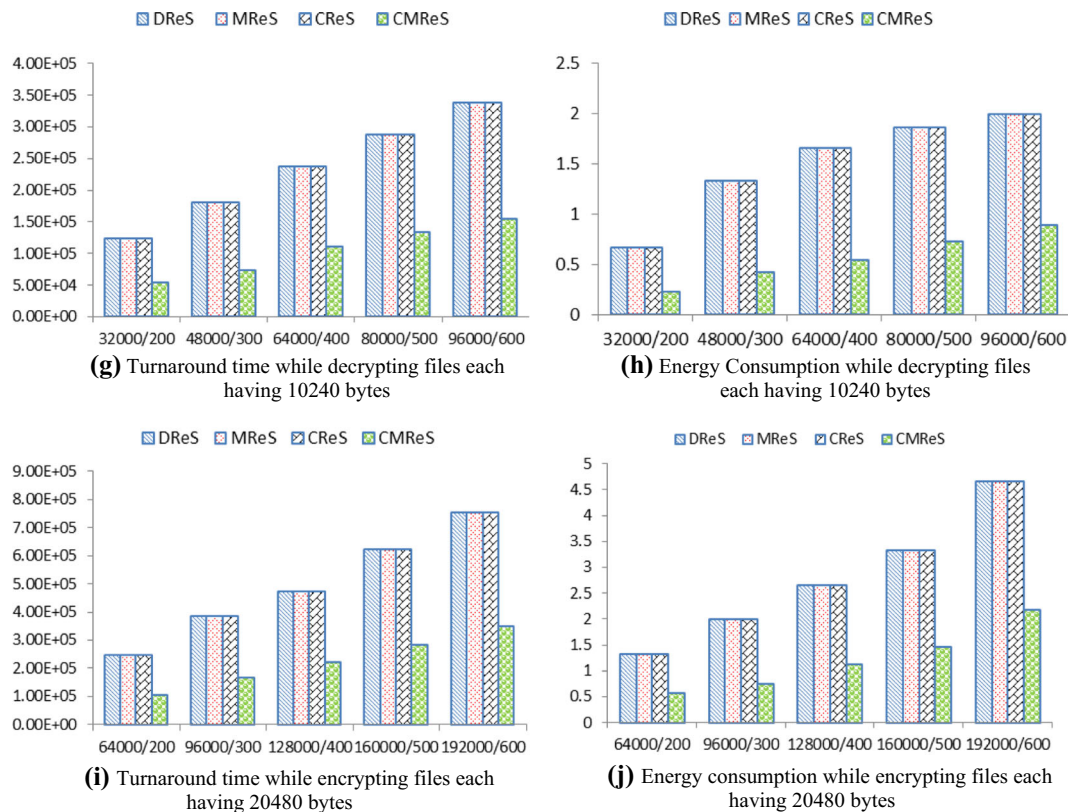 DReS MReS CReS CMReS
4.00E+05
3.50E+05
3.00E+05
2.50E+05
2.00E+05
1.50E+05
1.00E+05
5.00E+04
0.00E+00
32000/200 48000/300 64000/400 80000/500 96000/600
(g) Turnaround time while decrypting files each
having 10240 bytes
DReS MReS CReS CMReS
2.5
2
1.5
1
0.5
0
32000/200 48000/300 64000/400 80000/500 96000/600
(h) Energy Consumption while decrypting files
each having 10240 bytes
DReS MReS CReS CMReS
9.00E+05
8.00E+05
7.00E+05
6.00E+05
5.00E+05
4.00E+05
3.00E+05
2.00E+05
1.00E+05
0.00E+00
64000/200 96000/300 128000/400 160000/500 192000/600
(i) Turnaround time while encrypting files each
having 20480 bytes
DReS MReS CReS CMReS
5
4.5
4
3.5
3
2.5
2
1.5
1
0.5
0
64000/200 96000/300 128000/400 160000/500 192000/600
(j) Energy consumption while encrypting files each
having 20480 bytes